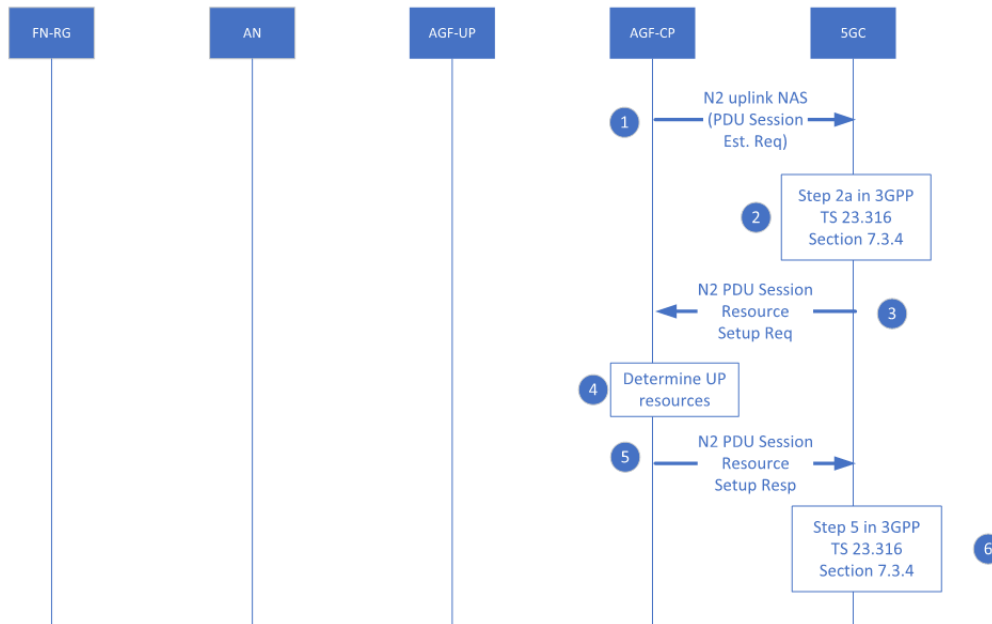 FN-RG
AN
AGF-UP
AGF-CP
5GC
N2 uplink NAS
(PDU Session
Est. Req)
1
Step 2a in 3GPP
TS 23.316
Section 7.3.4
2
N2 PDU Session
Resource
Setup Req
3
Determine UP
resources
4
N2 PDU Session
Resource
Setup Resp
5
Step 5 in 3GPP
TS 23.316
Section 7.3.4
6